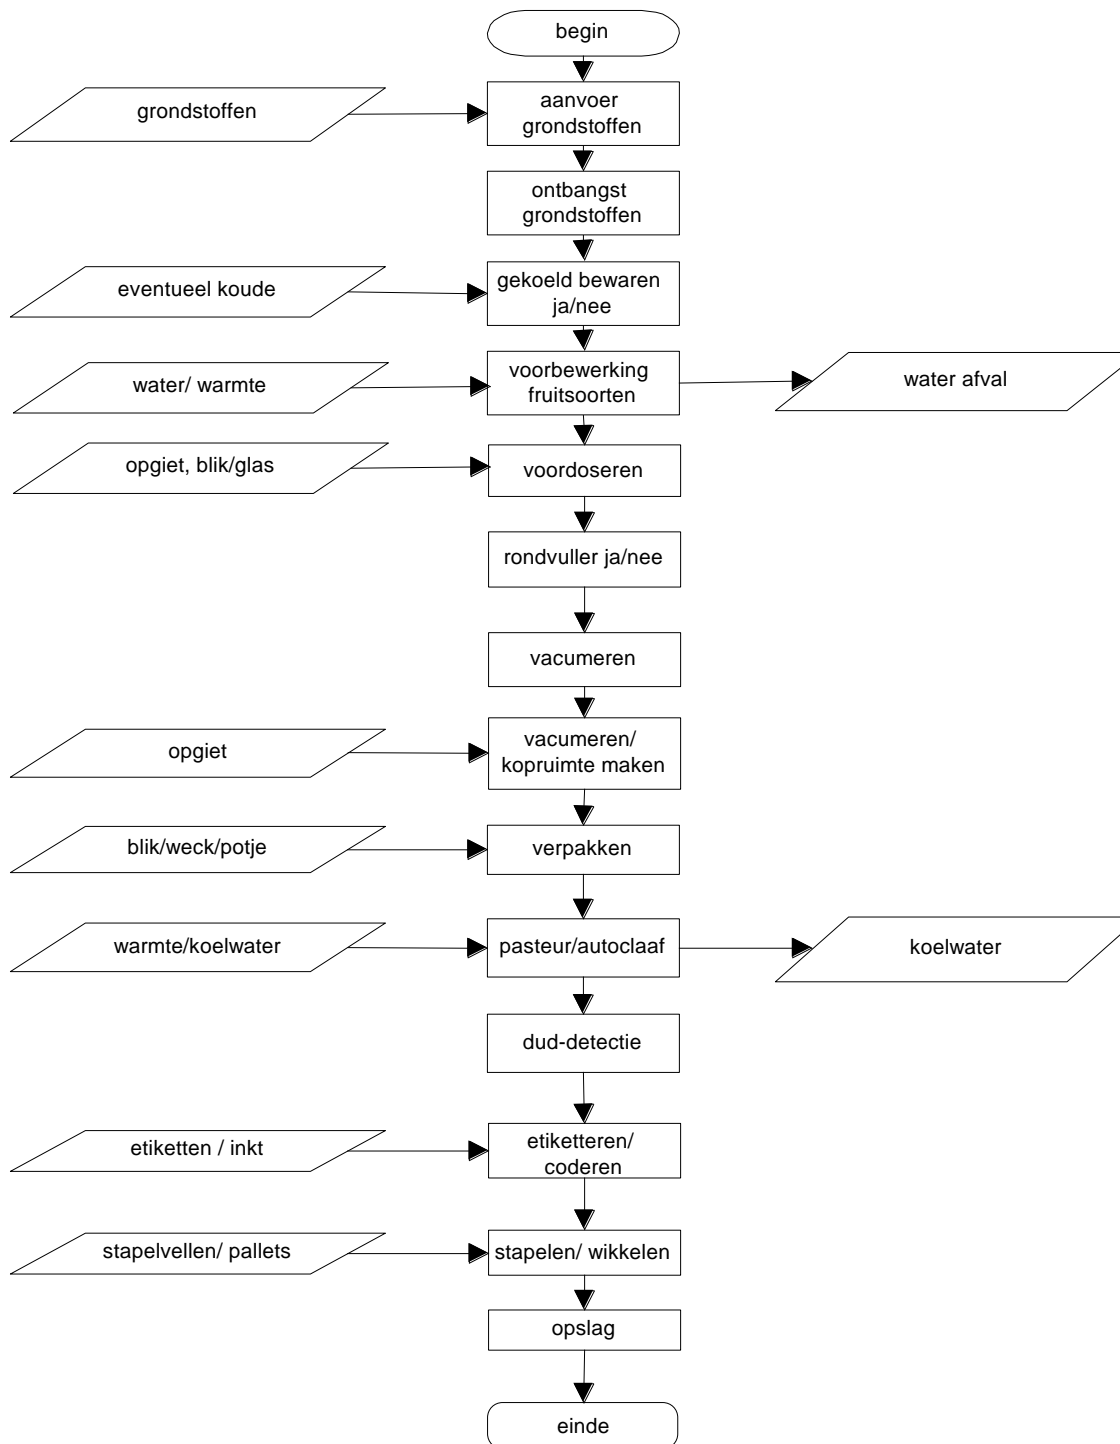 begin
grondstoffen
aanvoer
grondstoffen
ontbangst
grondstoffen
eventueel koude
gekoeld bewaren
ja/nee
water/ warmte
voorbewerking
fruitsoorten
water afval
opgiet, blik/glas
voordoseren
rondvuller ja/nee
vacumeren
opgiet
vacumeren/
kopruimte maken
blik/weck/potje
verpakken
warmte/koelwater
pasteur/autoclaaf
koelwater
dud-detectie
etiketten / inkt
etiketteren/
coderen
stapelvellen/ pallets
stapelen/ wikkelen
opslag
einde